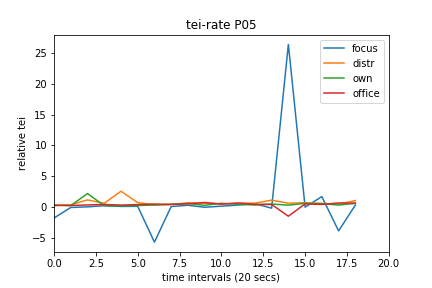 tei-rate P05
focus
distr
own
office
relative tei
25
20
15
10
5
0
−5
0.0 2.5 5.0 7.5 10.0 12.5 15.0 17.5 20.0
time intervals (20 secs)